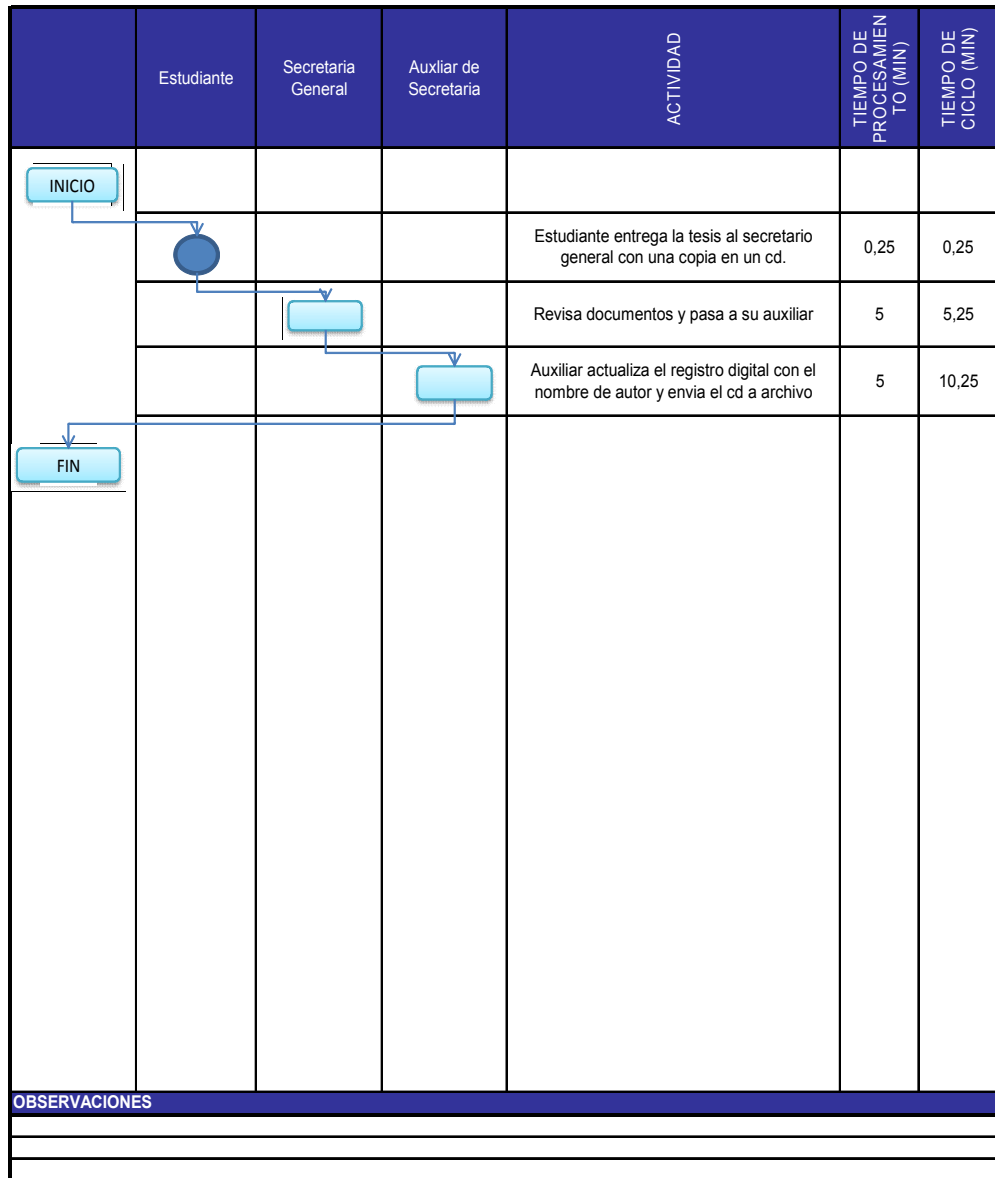 Estudiante
Secretaria
General
Auxliar de
Secretaria
ACTIVIDAD
TIEMPO DE
PROCESAMIEN
TO (MIN)
TIEMPO DE
CICLO (MIN)
INICIO
Estudiante entrega la tesis al secretario
general con una copia en un cd.
0,25
0,25
Revisa documentos y pasa a su auxiliar
5
5,25
Auxiliar actualiza el registro digital con el
nombre de autor y envia el cd a archivo
5
10,25
FIN
OBSERVACIONES